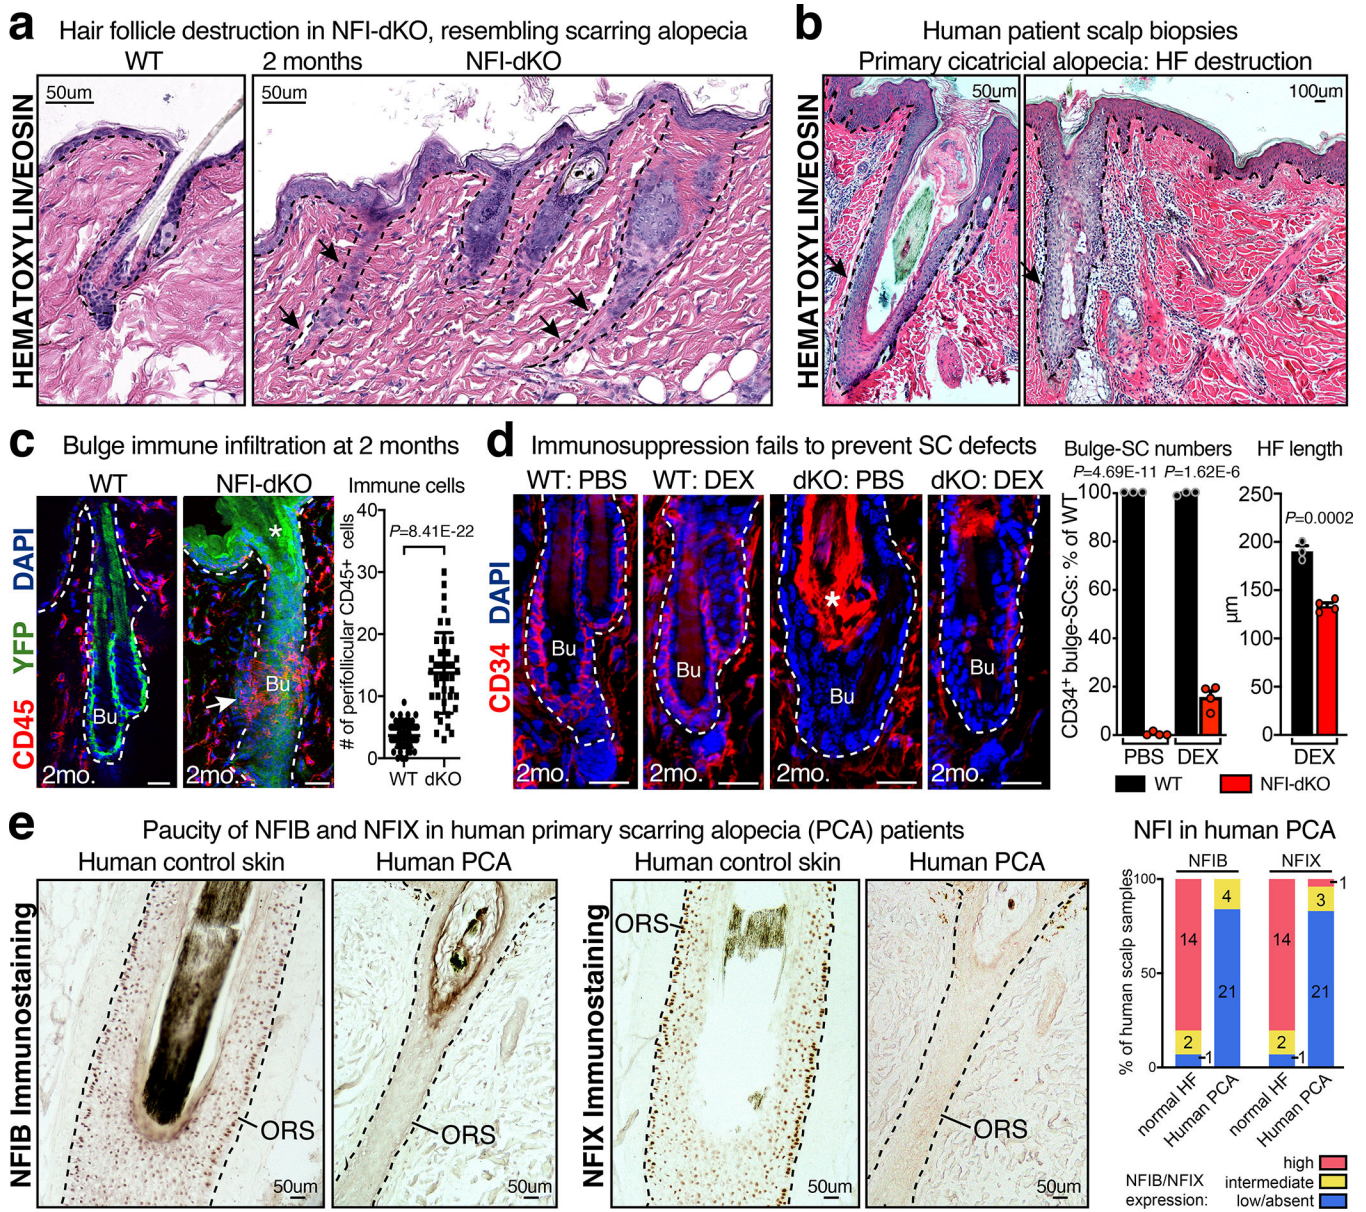 a
Hair follicle destruction in NFI-dKO, resembling scarring alopecia
WT
2 months
NFI-dKO
HEMATOXYLIN/EOSIN
50um
50um
b
Human patient scalp biopsies
Primary cicatricial alopecia: HF destruction
HEMATOXYLIN/EOSIN
50um
100um
c
Bulge immune infiltration at 2 months
WT
NFI-dKO
CD45 YFP DAPI
Bu
2mo.
*
Bu
2mo.
Immune cells
# of perifollicular CD45+ cells
40
30
20
10
0
P=8.41E-22
WT dKO
d
Immunosuppression fails to prevent SC defects
WT: PBS
WT: DEX
dKO: PBS
dKO: DEX
CD34 DAPI
Bu
2mo.
Bu
2mo.
*
Bu
2mo.
Bu
2mo.
Bulge-SC numbers
P=4.69E-11 P=1.62E-6
CD34+ bulge-SCs: % of WT
100
80
60
40
20
0
PBS DEX
HF length
250
200
150
100
50
0
µm
P=0.0002
DEX
WT
NFI-dKO
e
Paucity of NFIB and NFIX in human primary scarring alopecia (PCA) patients
Human control skin
Human PCA
NFIB Immunostaining
ORS
50um
ORS
50um
Human control skin
Human PCA
NFIX Immunostaining
ORS
50um
ORS
50um
NFI in human PCA
NFIB
NFIX
% of human scalp samples
100
50
0
14
2
1
4
21
14
2
1
1
3
21
normal HF
Human PCA
normal HF
Human PCA
NFIB/NFIX
expression:
high
intermediate
low/absent